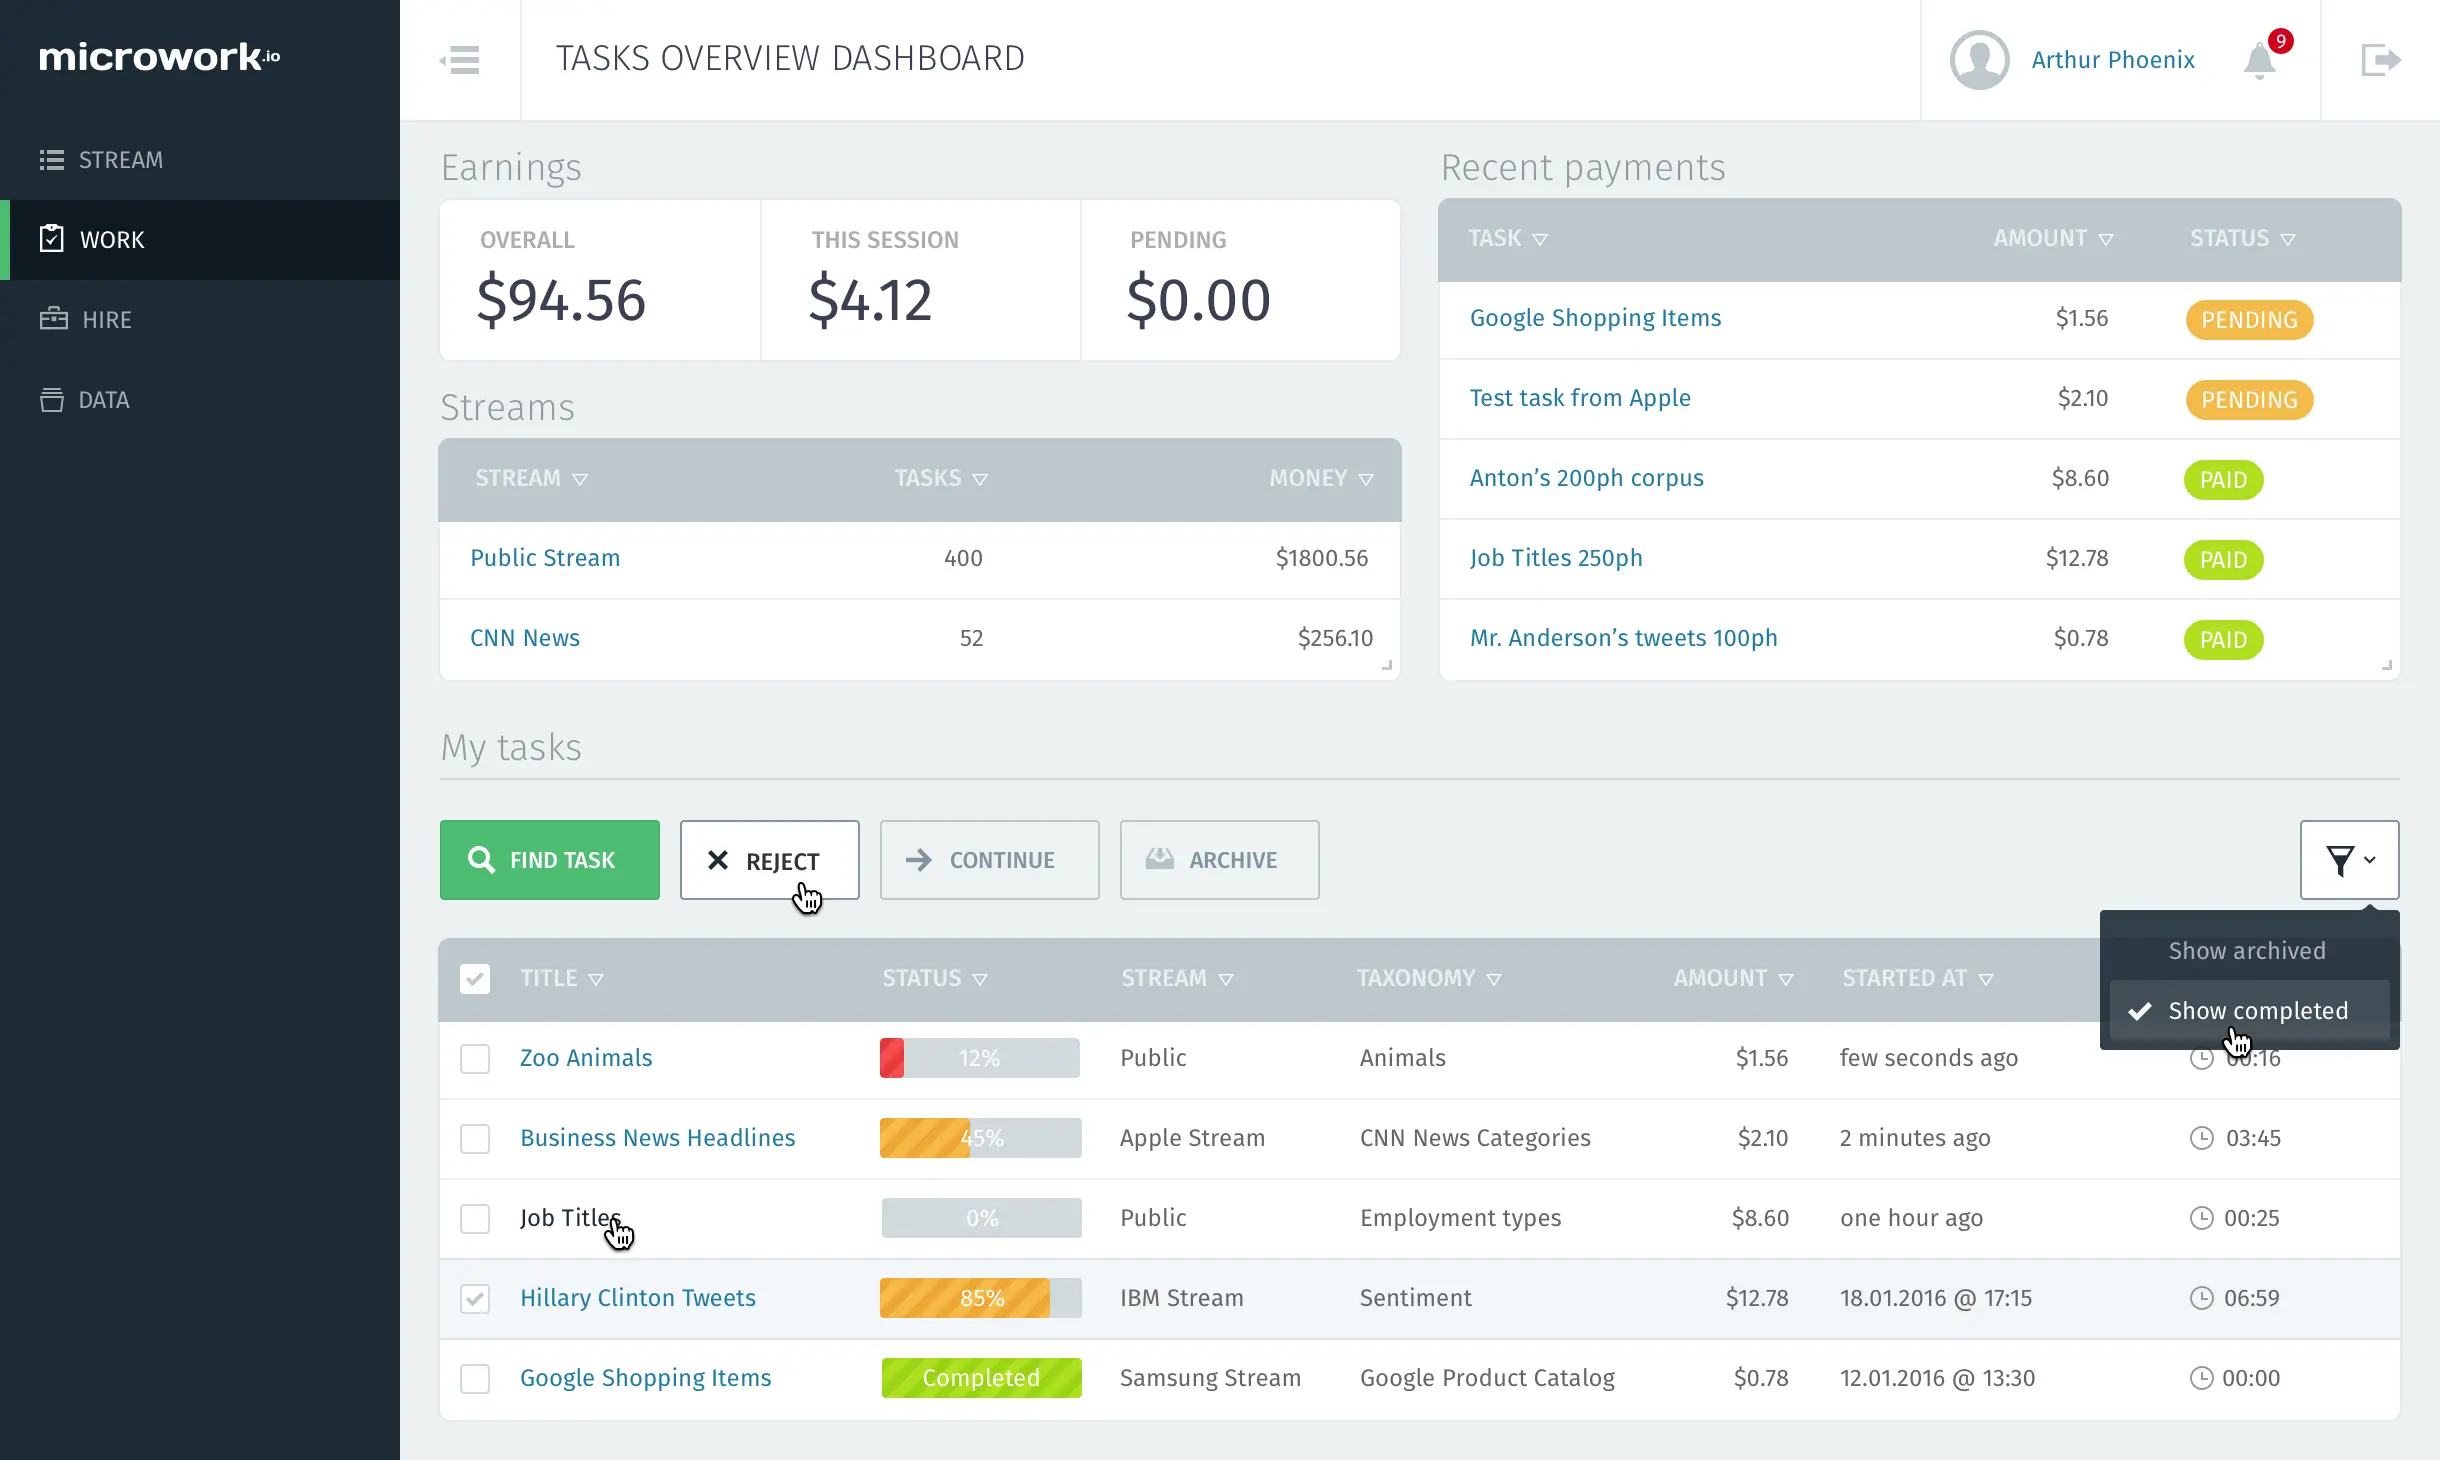 microwork.io
STREAM
WORK
HIRE
DATA
TASKS OVERVIEW DASHBOARD
Arthur Phoenix
9
Earnings
OVERALL THIS SESSION PENDING
$94.56 $4.12 $0.00
Streams
STREAM TASKS MONEY
Public Stream 400 $1800.56
CNN News 52 $256.10
Recent payments
TASK AMOUNT STATUS
Google Shopping Items $1.56 PENDING
Test task from Apple $2.10 PENDING
Anton’s 200ph corpus $8.60 PAID
Job Titles 250ph $12.78 PAID
Mr. Anderson’s tweets 100ph $0.78 PAID
My tasks
FIND TASK REJECT CONTINUE ARCHIVE
Show archived
Show completed
TITLE STATUS STREAM TAXONOMY AMOUNT STARTED AT
Zoo Animals 12% Public Animals $1.56 few seconds ago 00:16
Business News Headlines 45% Apple Stream CNN News Categories $2.10 2 minutes ago 03:45
Job Titles 0% Public Employment types $8.60 one hour ago 00:25
Hillary Clinton Tweets 85% IBM Stream Sentiment $12.78 18.01.2016 @ 17:15 06:59
Google Shopping Items Completed Samsung Stream Google Product Catalog $0.78 12.01.2016 @ 13:30 00:00